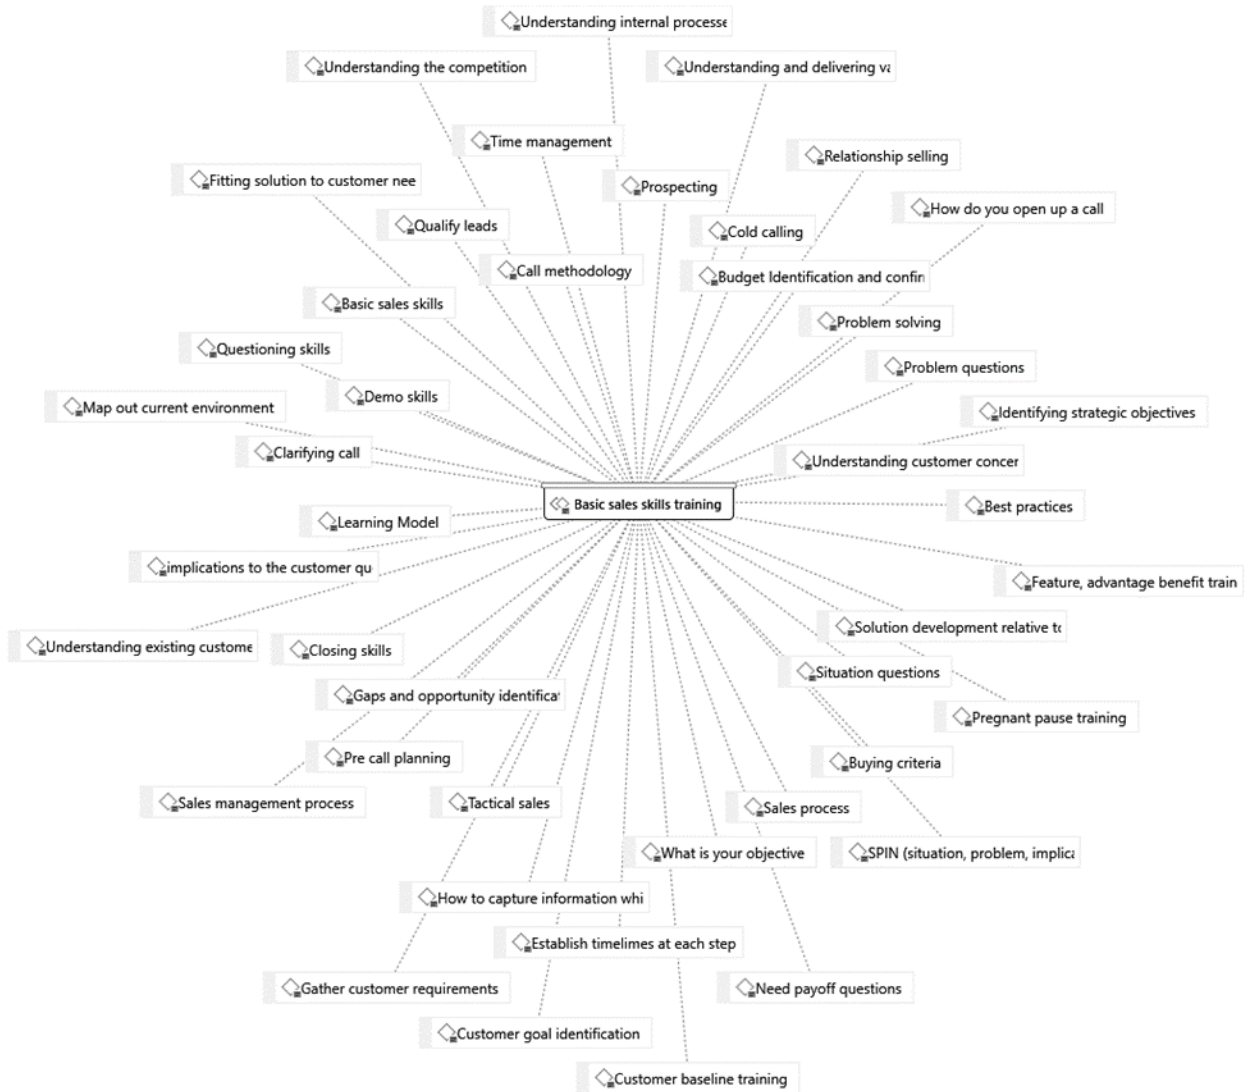 Understanding internal processe
Understanding the competition
Understanding and delivering va
Time management
Relationship selling
Fitting solution to customer nee
Prospecting
How do you open up a call
Qualify leads
Cold calling
Call methodology
Budget Identification and confin
Basic sales skills
Problem solving
Questioning skills
Problem questions
Demo skills
Map out current environment
Identifying strategic objectives
Clarifying call
Understanding customer concer
Basic sales skills training
Best practices
Learning Model
implications to the customer qu
Feature, advantage benefit train
Solution development relative to
Understanding existing custome
Closing skills
Situation questions
Gaps and opportunity identificat
Pregnant pause training
Pre call planning
Buying criteria
Sales management process
Tactical sales
Sales process
What is your objective
SPIN (situation, problem, implica
How to capture information whi
Establish timelimes at each step
Gather customer requirements
Need payoff questions
Customer goal identification
Customer baseline training